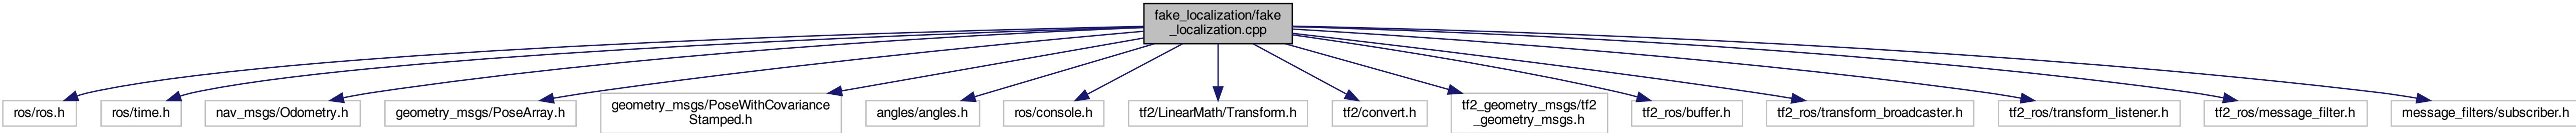 fake_localization/fake
_localization.cpp
ros/ros.h
ros/time.h
nav_msgs/Odometry.h
geometry_msgs/PoseArray.h
geometry_msgs/PoseWithCovariance
Stamped.h
angles/angles.h
ros/console.h
tf2/LinearMath/Transform.h
tf2/convert.h
tf2_geometry_msgs/tf2
_geometry_msgs.h
tf2_ros/buffer.h
tf2_ros/transform_broadcaster.h
tf2_ros/transform_listener.h
tf2_ros/message_filter.h
message_filters/subscriber.h